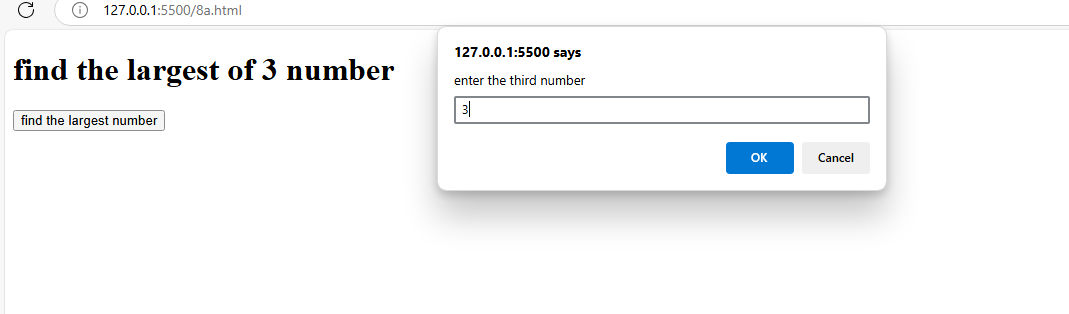 127.0.0.1:5500/8a.html
find the largest of 3 number
find the largest number
127.0.0.1:5500 says
enter the third number
3
OK Cancel